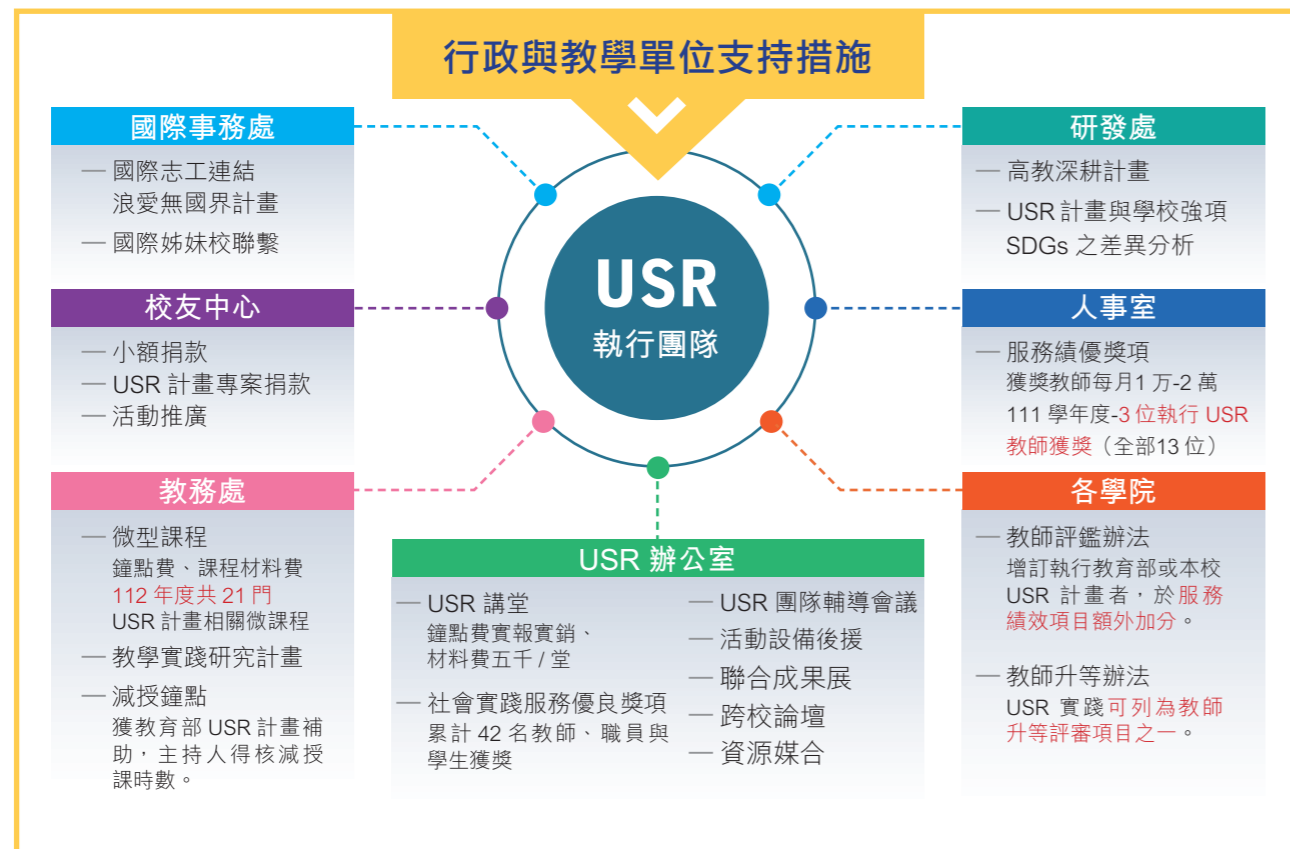 行政與教學單位支持措施
國際事務處
— 國際志工連結
浪愛無國界計畫
— 國際姊妹校聯繫
校友中心
— 小額捐款
— USR 計畫專案捐款
— 活動推廣
教務處
— 微型課程
鐘點費、課程材料費
112 年度共 21 門
USR 計畫相關微課程
— 教學實踐研究計畫
— 減授鐘點
獲教育部 USR 計畫補
助，主持人得核減授
課時數。
USR
執行團隊
USR 辦公室
— USR 講堂
鐘點費實報實銷、
材料費五千 / 堂
— 社會實踐服務優良獎項
累計 42 名教師、職員與
學生獲獎
— USR 團隊輔導會議
— 活動設備後援
— 聯合成果展
— 跨校論壇
— 資源媒合
研發處
— 高教深耕計畫
— USR 計畫與學校強項
SDGs 之差異分析
人事室
— 服務績優獎項
獲獎教師每月1 万-2 萬
111 學年度-3 位執行 USR
教師獲獎（全部13 位）
各學院
— 教師評鑑辦法
增訂執行教育部或本校
USR 計畫者，於服務
績效項目額外加分。
— 教師升等辦法
USR 實踐可列為教師
升等評審項目之一。